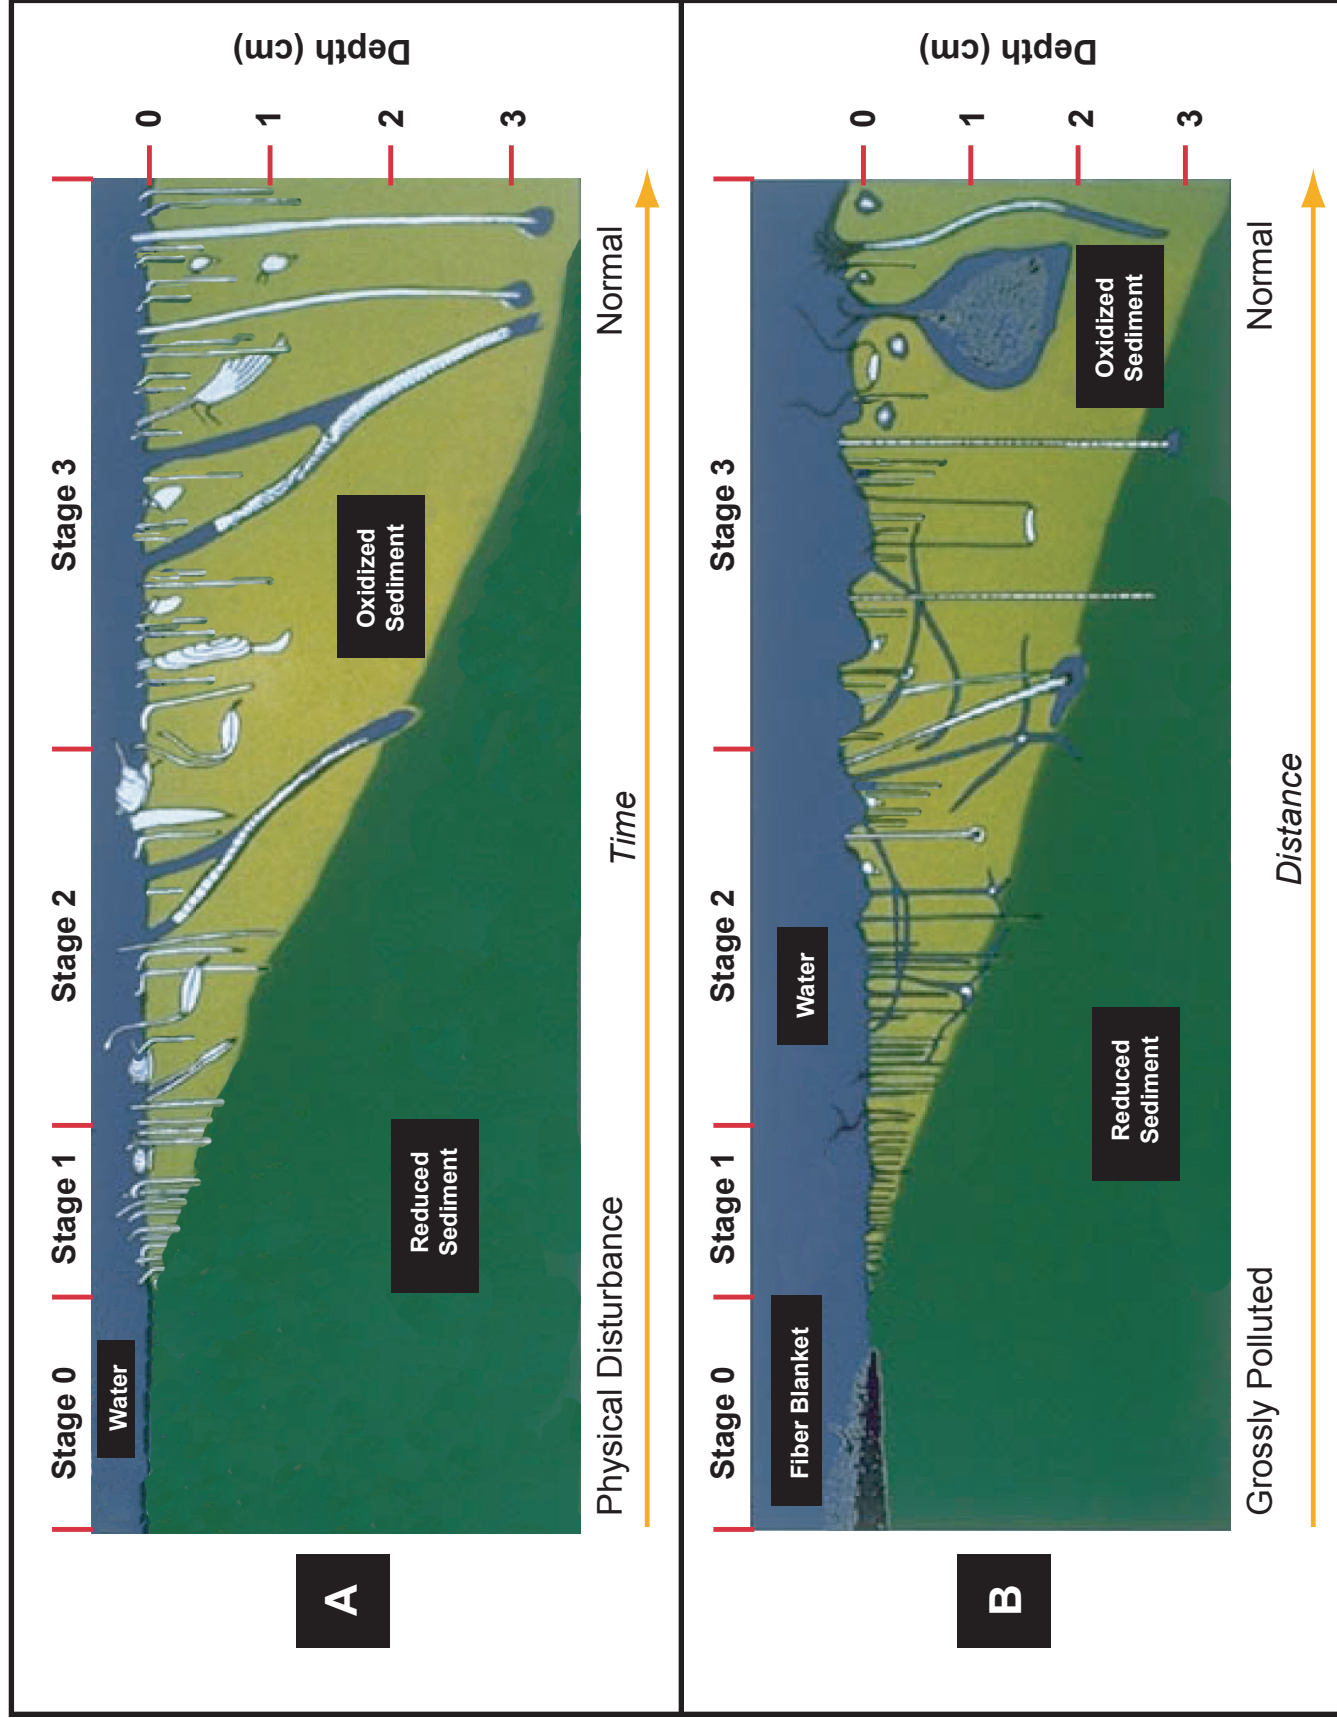 A
Stage 0
Stage 1
Stage 2
Stage 3
Water
Reduced
Sediment
Oxidized
Sediment
0
1
2
3
Depth (cm)
Physical Disturbance
Normal
Time
B
Stage 0
Stage 1
Stage 2
Stage 3
Fiber Blanket
Water
Reduced
Sediment
Oxidized
Sediment
0
1
2
3
Depth (cm)
Grossly Polluted
Normal
Distance